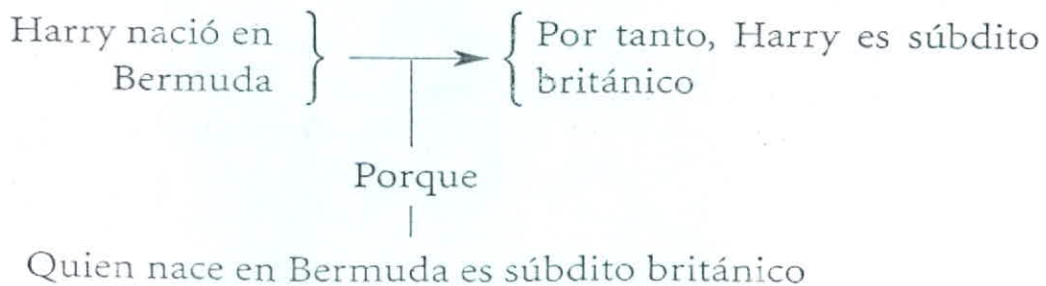 Harry nació en
Bermuda
Por tanto, Harry es súbdito
británico
Porque
Quien nace en Bermuda es súbdito británico